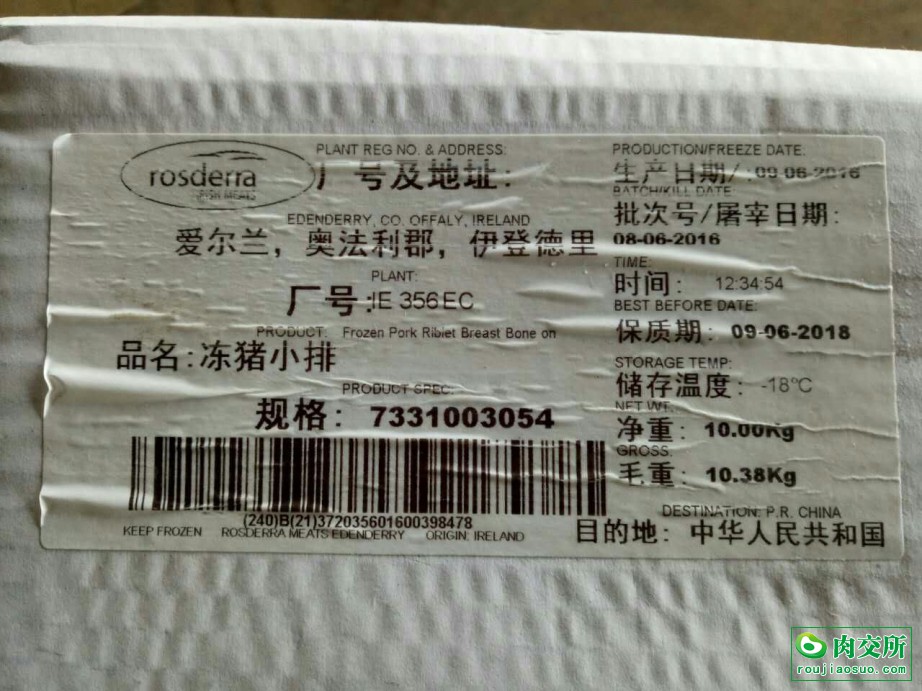 rosderra
IRISH MEATS
PLANT REG NO. & ADDRESS:
厂号及地址:
EDENDERRY, CO. OFFALY, IRELAND
爱尔兰，奥法利郡，伊登德里
PLANT:
厂号:IE 356 EC
PRODUCT: Frozen Pork Riblet Breast Bone on
品名:冻猪小排
PRODUCT SPEC:
规格: 7331003054
(240)B(21)372035601600398478
KEEP FROZEN ROSDERRA MEATS EDENDERRY ORIGIN: IRELAND
PRODUCTION/FREEZE DATE:
生产日期/: 09-06-2016
BATCH/KILL DATE
批次号/屠宰日期:
08-06-2016
TIME:
时间: 12:34:54
BEST BEFORE DATE:
保质期: 09-06-2018
STORAGE TEMP:
储存温度: -18℃
NET WT:
净重: 10.00Kg
GROSS:
毛重: 10.38Kg
DESTINATION: P.R. CHINA
目的地: 中华人民共和国
肉交所
roujiaosuo.com